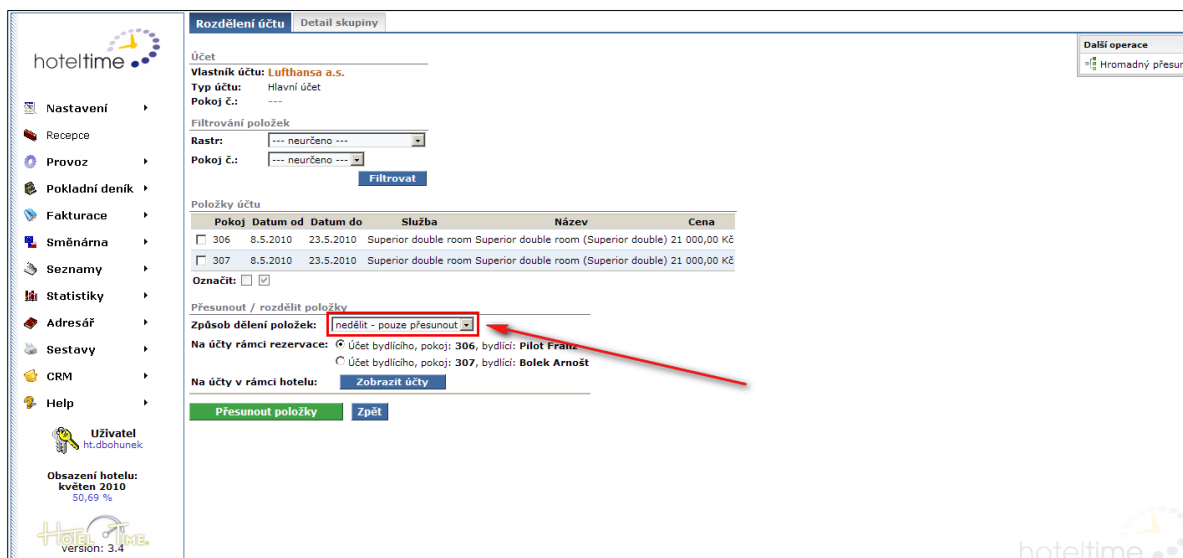 hoteltime
Nastavení
Recepce
Provoz
Pokladní deník
Fakturace
Směnárna
Seznamy
Statistiky
Adresář
Sestavy
CRM
Help
Uživatel
ht.dbohunek
Obsazení hotelu:
květen 2010
50,69 %
HOTEL TIME.
version: 3.4
Rozdělení účtu Detail skupiny
Účet
Vlastník účtu: Lufthansa a.s.
Typ účtu: Hlavní účet
Pokoj č.: ---
Filtrování položek
Rastr: --- neurčeno ---
Pokoj č.: --- neurčeno ---
Filtrovat
Položky účtu
Pokoj Datum od Datum do Služba Název Cena
306 8.5.2010 23.5.2010 Superior double room Superior double room (Superior double) 21 000,00 Kč
307 8.5.2010 23.5.2010 Superior double room Superior double room (Superior double) 21 000,00 Kč
Označit:
Přesunout / rozdělit položky
Způsob dělení položek: nedělit - pouze přesunout
Na účty rámci rezervace: Účet bydlícího, pokoj: 306, bydlící: Pilot Franz
Účet bydlícího, pokoj: 307, bydlící: Bolek Arnošt
Na účty v rámci hotelu: Zobrazit účty
Přesunout položky Zpět
Další operace
Hromadný přesun
hoteltime